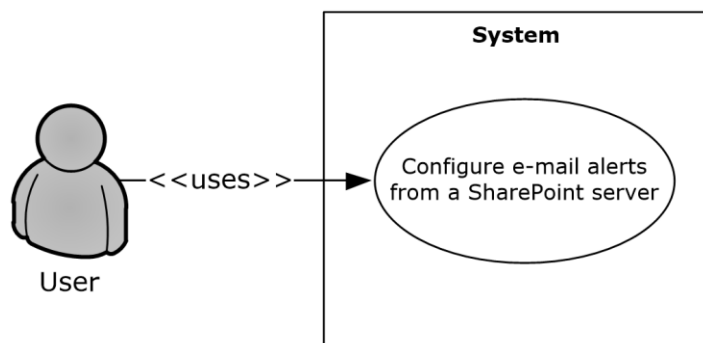 System
<<uses>>
Configure e-mail alerts
from a SharePoint server
User